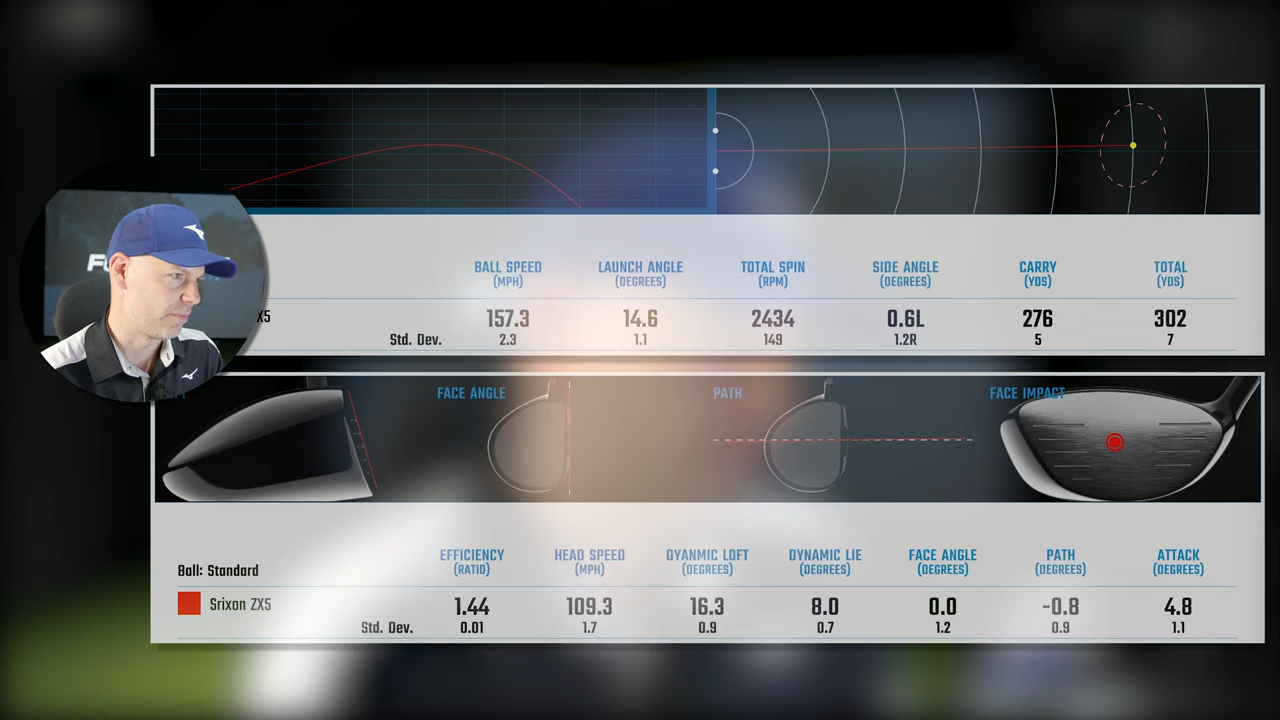 FU
BALL SPEED LAUNCH ANGLE TOTAL SPIN SIDE ANGLE CARRY TOTAL
(MPH) (DEGREES) (RPM) (DEGREES) (YDS) (YDS)
X5 157.3 14.6 2434 0.6L 276 302
Std. Dev. 2.3 1.1 149 1.2R 5 7
FACE ANGLE PATH FACE IMPACT
EFFICIENCY HEAD SPEED DYANMIC LOFT DYNAMIC LIE FACE ANGLE PATH ATTACK
(RATIO) (MPH) (DEGREES) (DEGREES) (DEGREES) (DEGREES) (DEGREES)
Ball: Standard
Srixon ZX5 1.44 109.3 16.3 8.0 0.0 -0.8 4.8
Std. Dev. 0.01 1.7 0.9 0.7 1.2 0.9 1.1